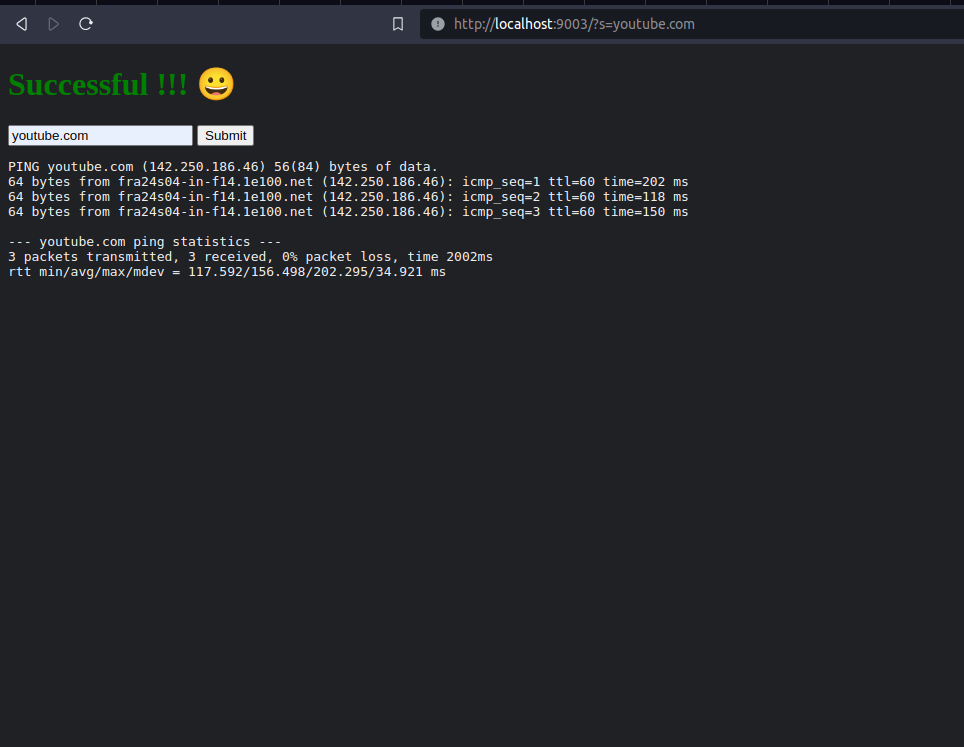 http://localhost:9003/?s=youtube.com
Successful !!! 😀
youtube.com Submit
PING youtube.com (142.250.186.46) 56(84) bytes of data.
64 bytes from fra24s04-in-f14.1e100.net (142.250.186.46): icmp_seq=1 ttl=60 time=202 ms
64 bytes from fra24s04-in-f14.1e100.net (142.250.186.46): icmp_seq=2 ttl=60 time=118 ms
64 bytes from fra24s04-in-f14.1e100.net (142.250.186.46): icmp_seq=3 ttl=60 time=150 ms
--- youtube.com ping statistics ---
3 packets transmitted, 3 received, 0% packet loss, time 2002ms
rtt min/avg/max/mdev = 117.592/156.498/202.295/34.921 ms